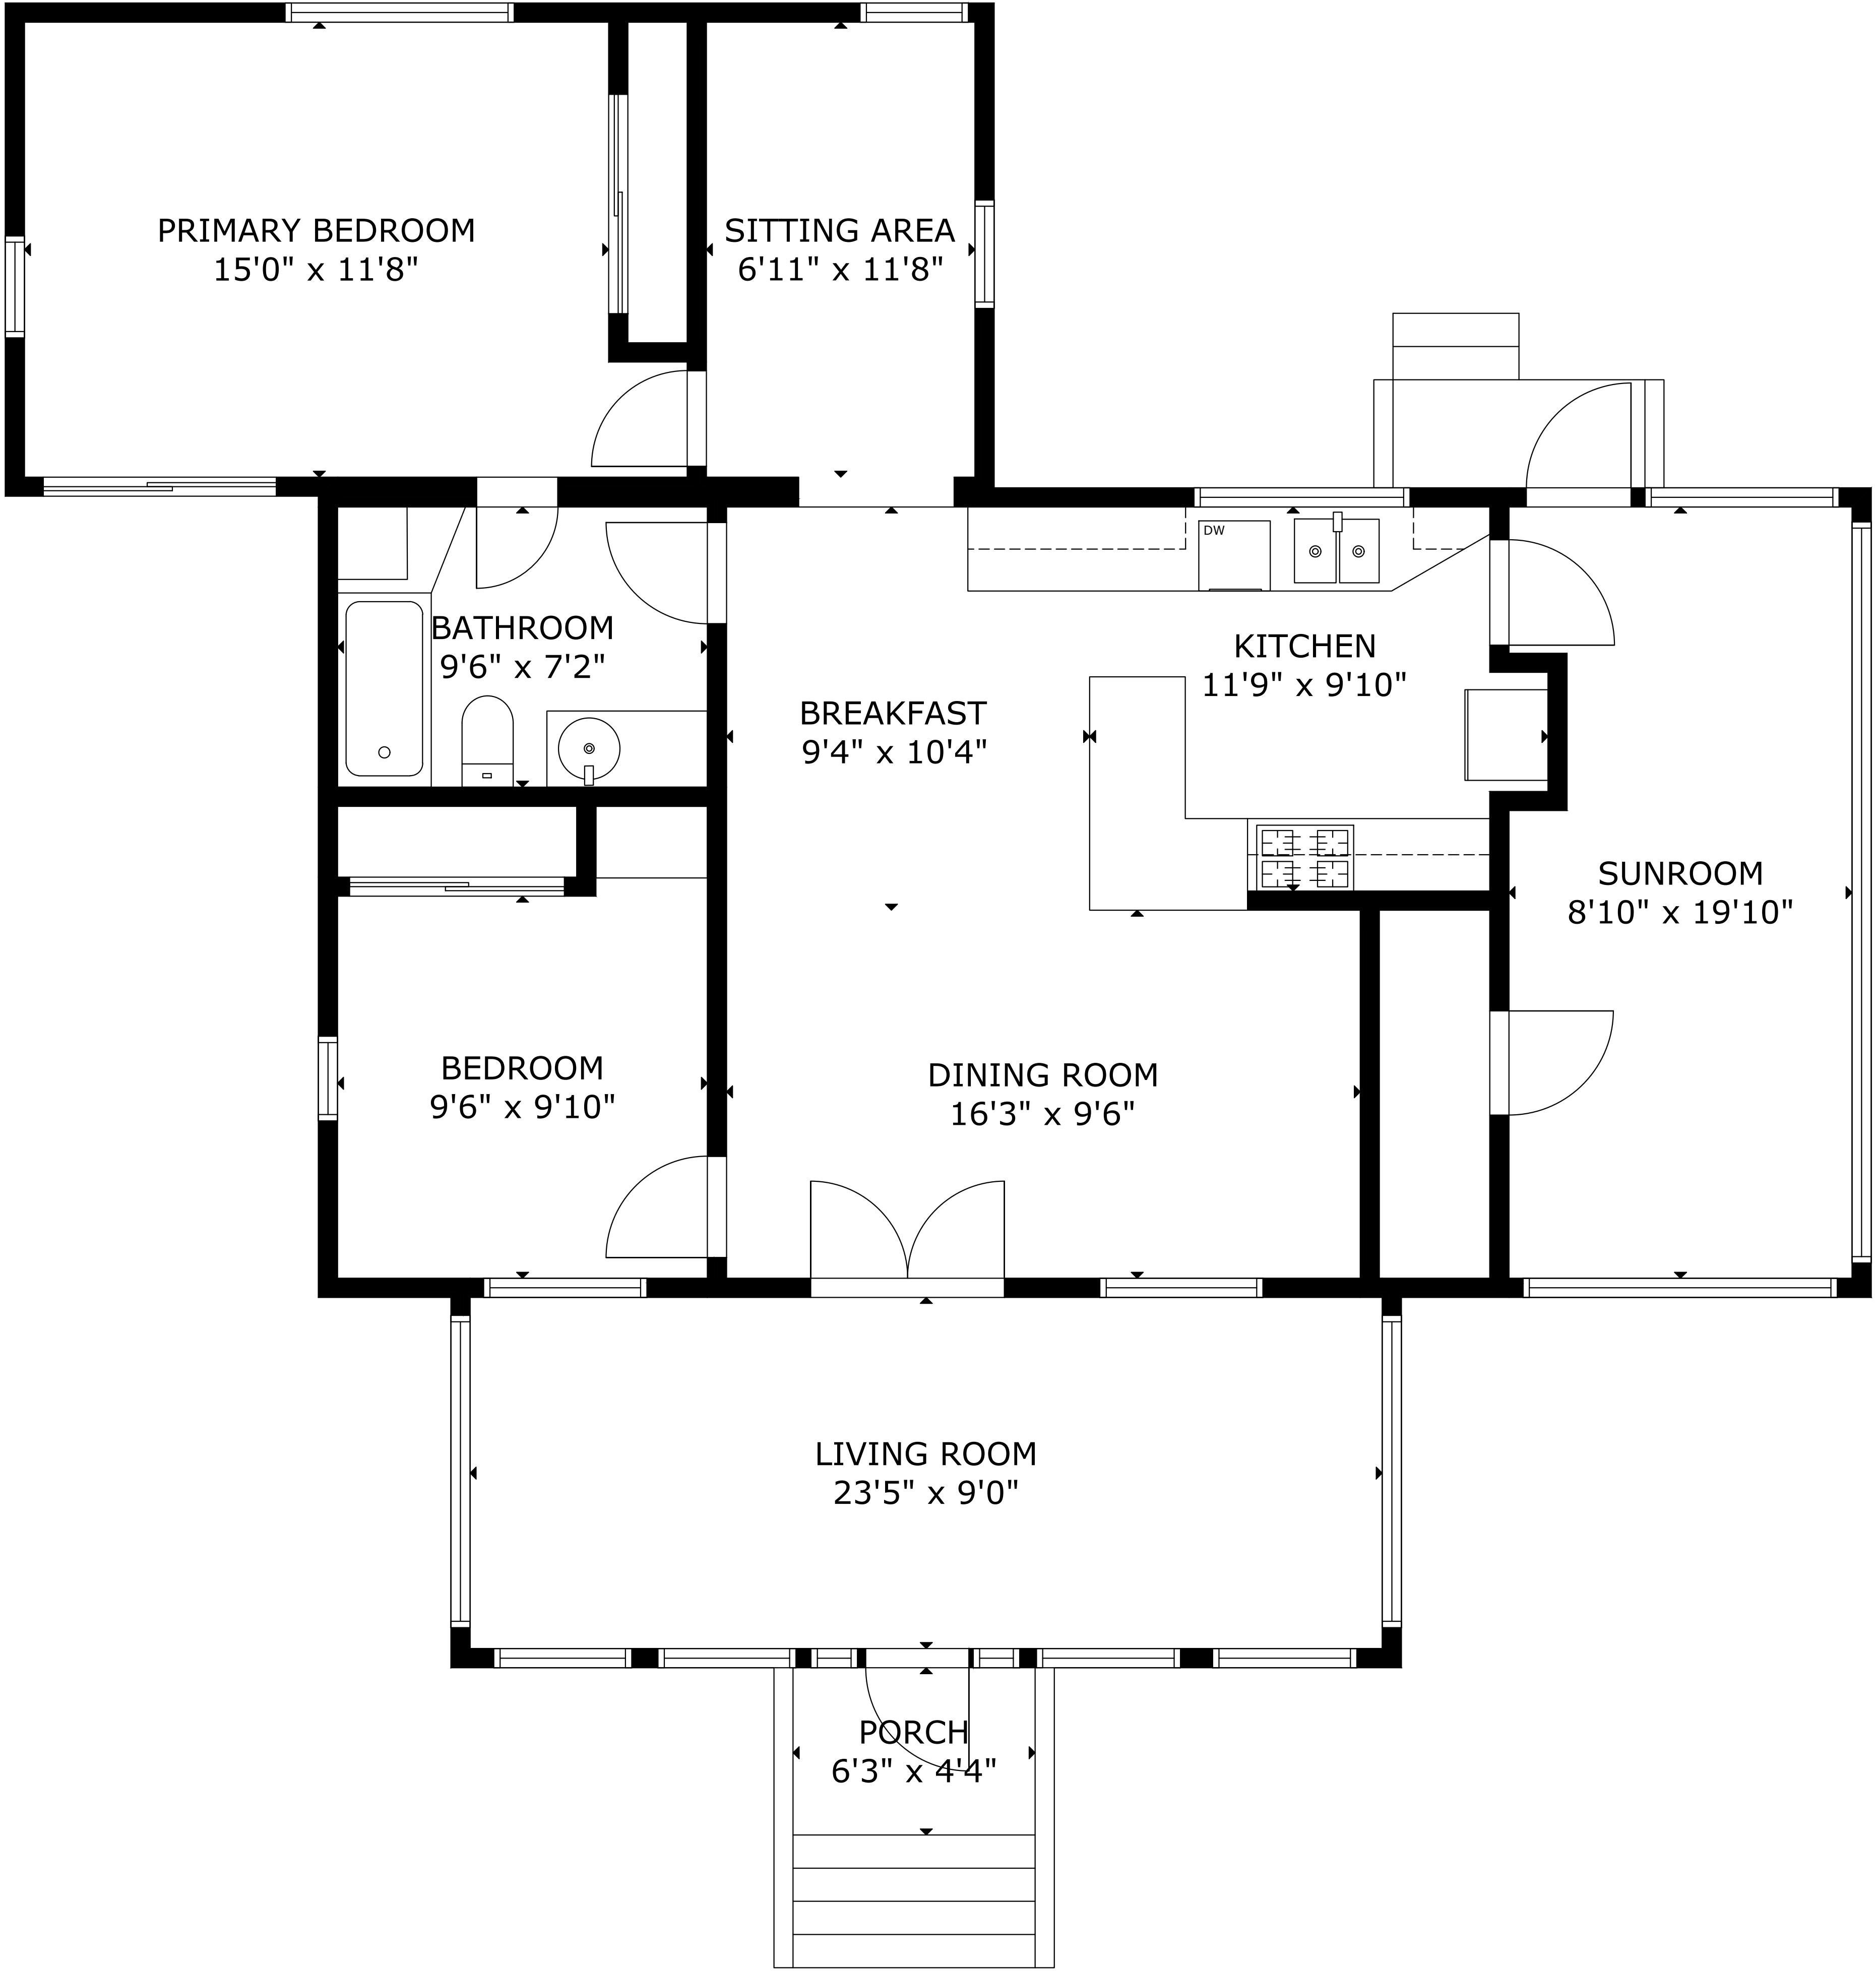 PRIMARY BEDROOM
15'0" x 11'8"
SITTING AREA
6'11" x 11'8"
DW
BATHROOM
9'6" x 7'2"
KITCHEN
11'9" x 9'10"
BREAKFAST
9'4" x 10'4"
SUNROOM
8'10" x 19'10"
BEDROOM
9'6" x 9'10"
DINING ROOM
16'3" x 9'6"
LIVING ROOM
23'5" x 9'0"
PORCH
6'3" x 4'4"